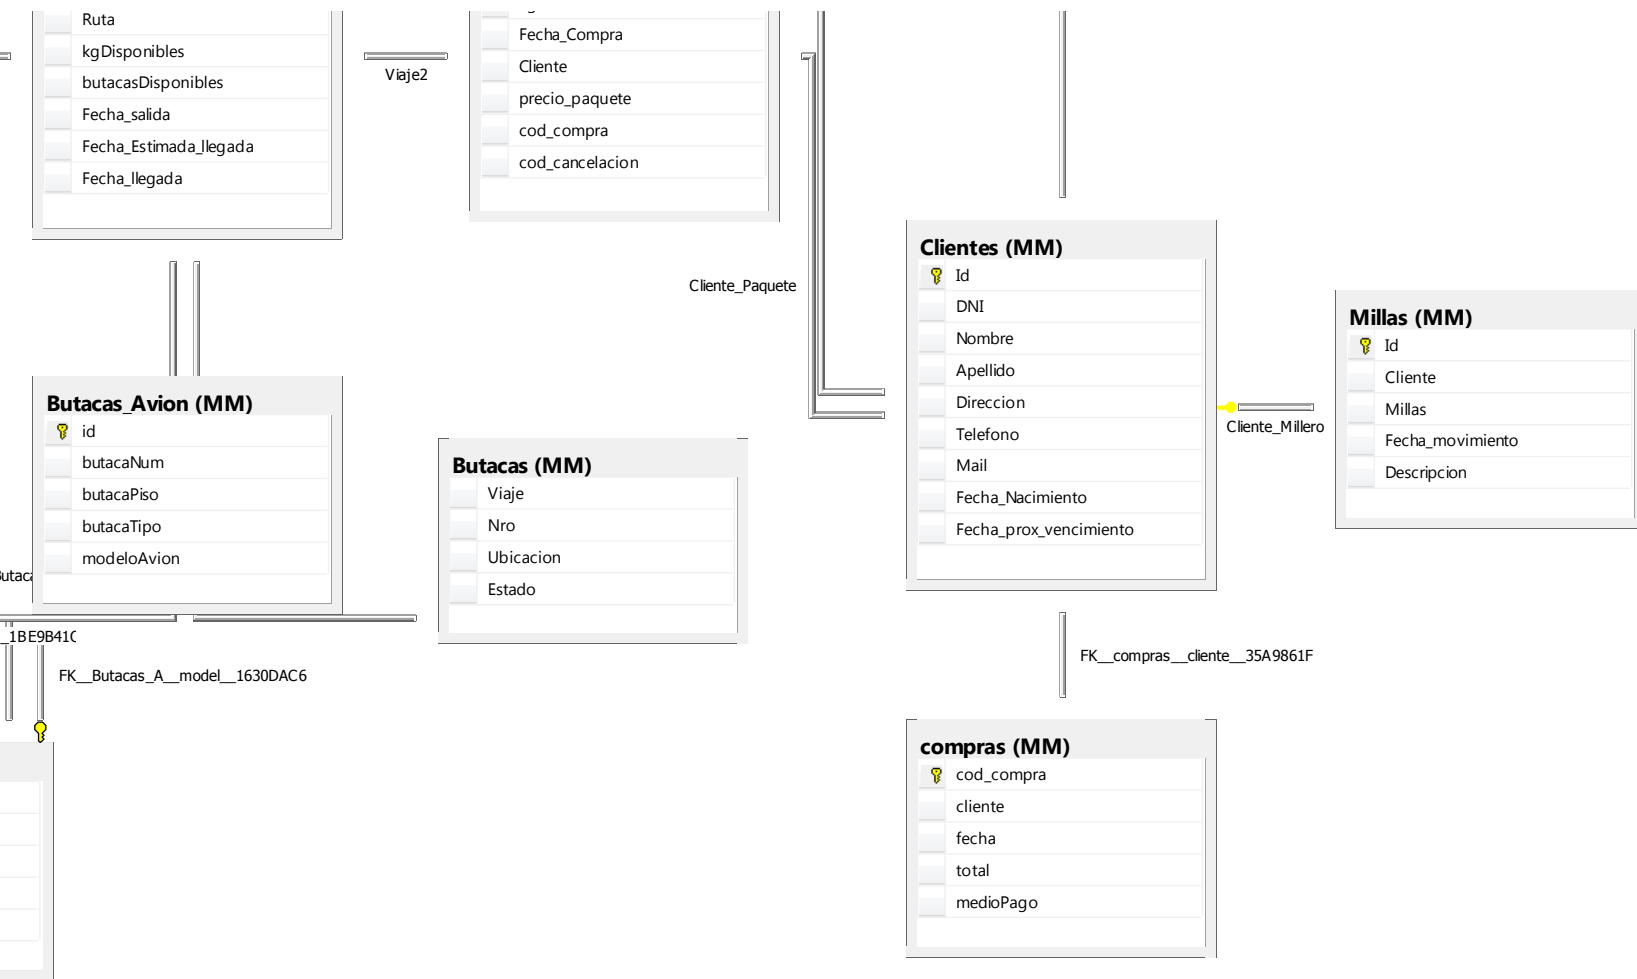 Ruta
kgDisponibles
butacasDisponibles
Fecha_salida
Fecha_Estimada_llegada
Fecha_llegada
Viaje2
Fecha_Compra
Cliente
precio_paquete
cod_compra
cod_cancelacion
Cliente_Paquete
Clientes (MM)
Id
DNI
Nombre
Apellido
Direccion
Telefono
Mail
Fecha_Nacimiento
Fecha_prox_vencimiento
Cliente_Millero
Millas (MM)
Id
Cliente
Millas
Fecha_movimiento
Descripcion
Butacas_Avion (MM)
id
butacaNum
butacaPiso
butacaTipo
modeloAvion
Butacas (MM)
Viaje
Nro
Ubicacion
Estado
_1BE9B41C
FK__Butacas_A__model__1630DAC6
FK__compras__cliente__35A9861F
compras (MM)
cod_compra
cliente
fecha
total
medioPago